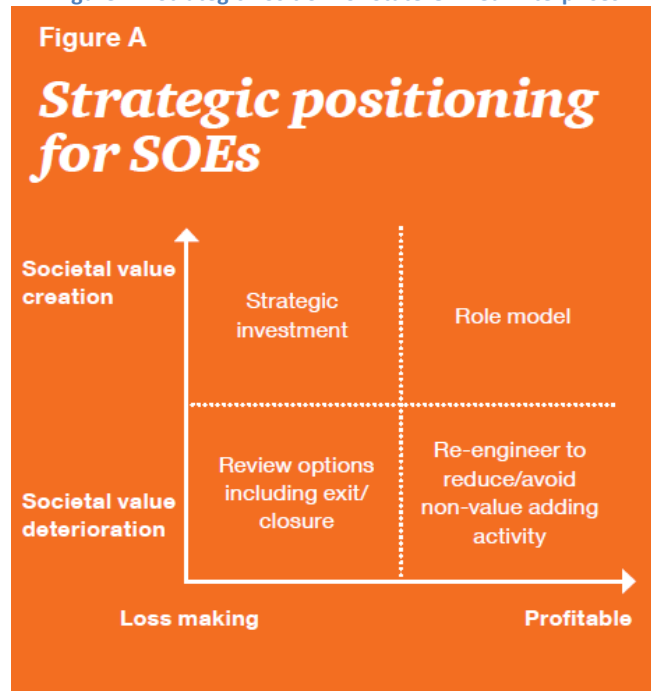 Figure A
Strategic positioning
for SOEs
Societal value
creation
Strategic
investment
Role model
Review options
including exit/
closure
Re-engineer to
reduce/avoid
non-value adding
activity
Societal value
deterioration
Loss making
Profitable